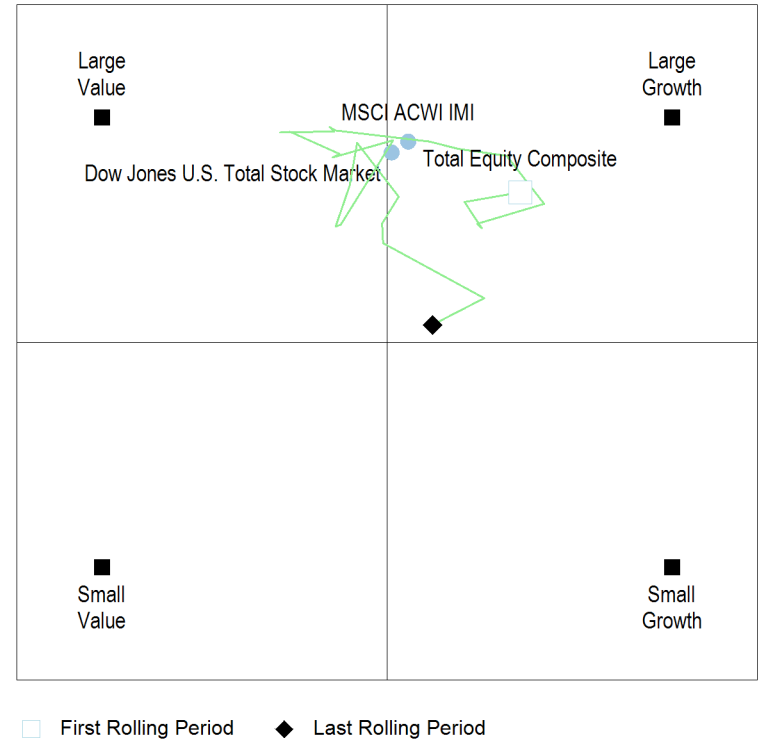 Large
Value
Large
Growth
MSCI ACWI IMI
Total Equity Composite
Dow Jones U.S. Total Stock Market
Small
Value
Small
Growth
First Rolling Period
Last Rolling Period